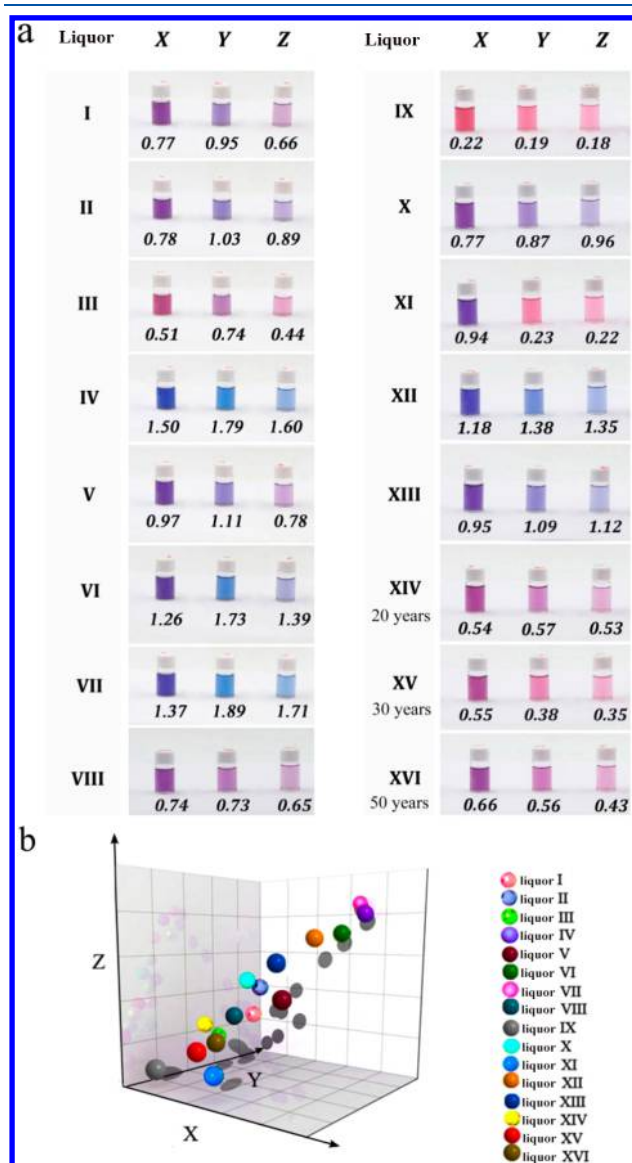 a
Liquor X Y Z
I
0.77 0.95 0.66
II
0.78 1.03 0.89
III
0.51 0.74 0.44
IV
1.50 1.79 1.60
V
0.97 1.11 0.78
VI
1.26 1.73 1.39
VII
1.37 1.89 1.71
VIII
0.74 0.73 0.65
Liquor X Y Z
IX
0.22 0.19 0.18
X
0.77 0.87 0.96
XI
0.94 0.23 0.22
XII
1.18 1.38 1.35
XIII
0.95 1.09 1.12
XIV
20 years
0.54 0.57 0.53
XV
30 years
0.55 0.38 0.35
XVI
50 years
0.66 0.56 0.43
b
Z
Y
X
liquor I
liquor II
liquor III
liquor IV
liquor V
liquor VI
liquor VII
liquor VIII
liquor IX
liquor X
liquor XI
liquor XII
liquor XIII
liquor XIV
liquor XV
liquor XVI